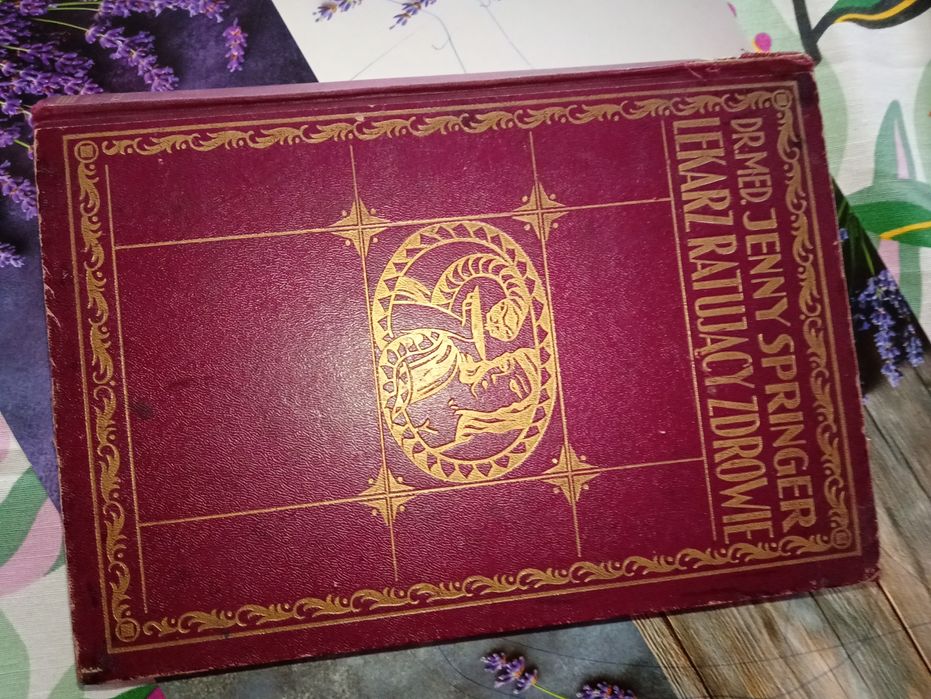 DR MED. JENNY SPRINGER
LEKARZ RATUJĄCY ZDROWIE